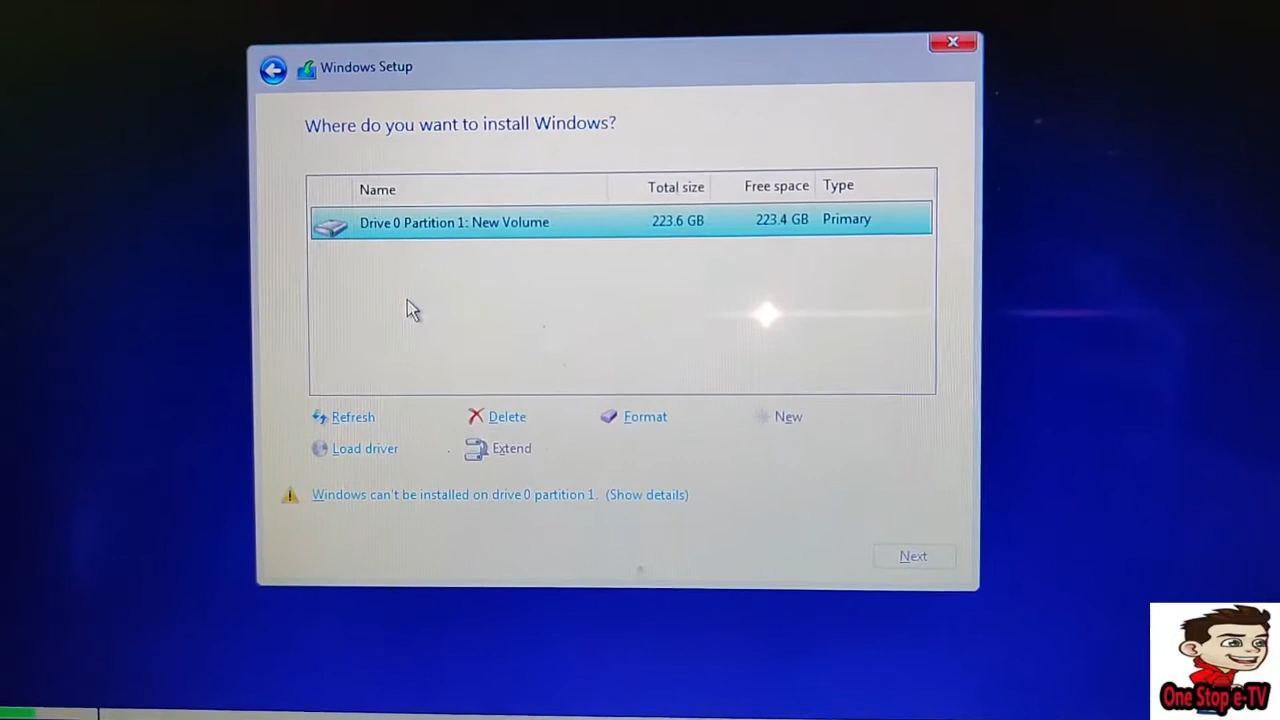 Windows Setup
Where do you want to install Windows?
Name Total size Free space Type
Drive 0 Partition 1: New Volume 223.6 GB 223.4 GB Primary
Refresh Delete Format New
Load driver Extend
Windows can't be installed on drive 0 partition 1. (Show details)
Next
One Stop e-TV